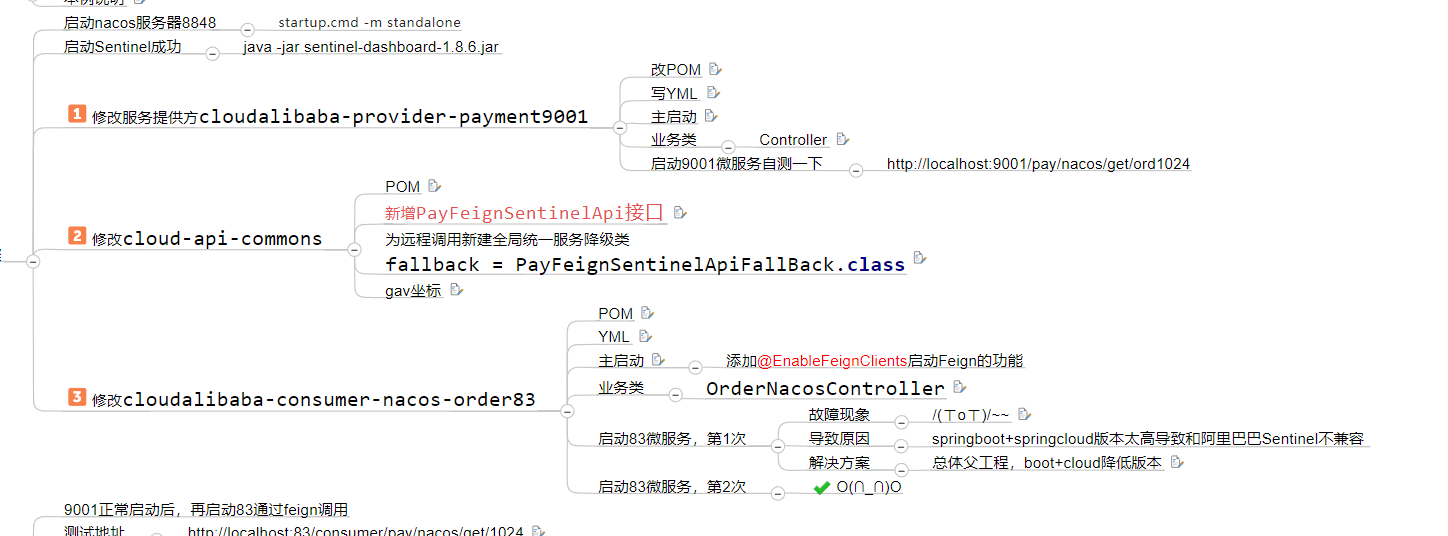 本例说明
启动nacos服务器8848
startup.cmd -m standalone
启动Sentinel成功
java -jar sentinel-dashboard-1.8.6.jar
1 修改服务提供方cloudalibaba-provider-payment9001
改POM
写YML
主启动
业务类
Controller
启动9001微服务自测一下
http://localhost:9001/pay/nacos/get/ord1024
2 修改cloud-api-commons
POM
新增PayFeignSentinelApi接口
为远程调用新建全局统一服务降级类
fallback = PayFeignSentinelApiFallBack.class
gav坐标
3 修改cloudalibaba-consumer-nacos-order83
POM
YML
主启动
添加@EnableFeignClients启动Feign的功能
业务类
OrderNacosController
启动83微服务，第1次
故障现象
/(ㄒoㄒ)/~~
导致原因
springboot+springcloud版本太高导致和阿里巴巴Sentinel不兼容
解决方案
总体父工程，boot+cloud降低版本
启动83微服务，第2次
O(∩_∩)O
9001正常启动后，再启动83通过feign调用
测试地址
http://localhost:83/consumer/pay/nacos/get/1024